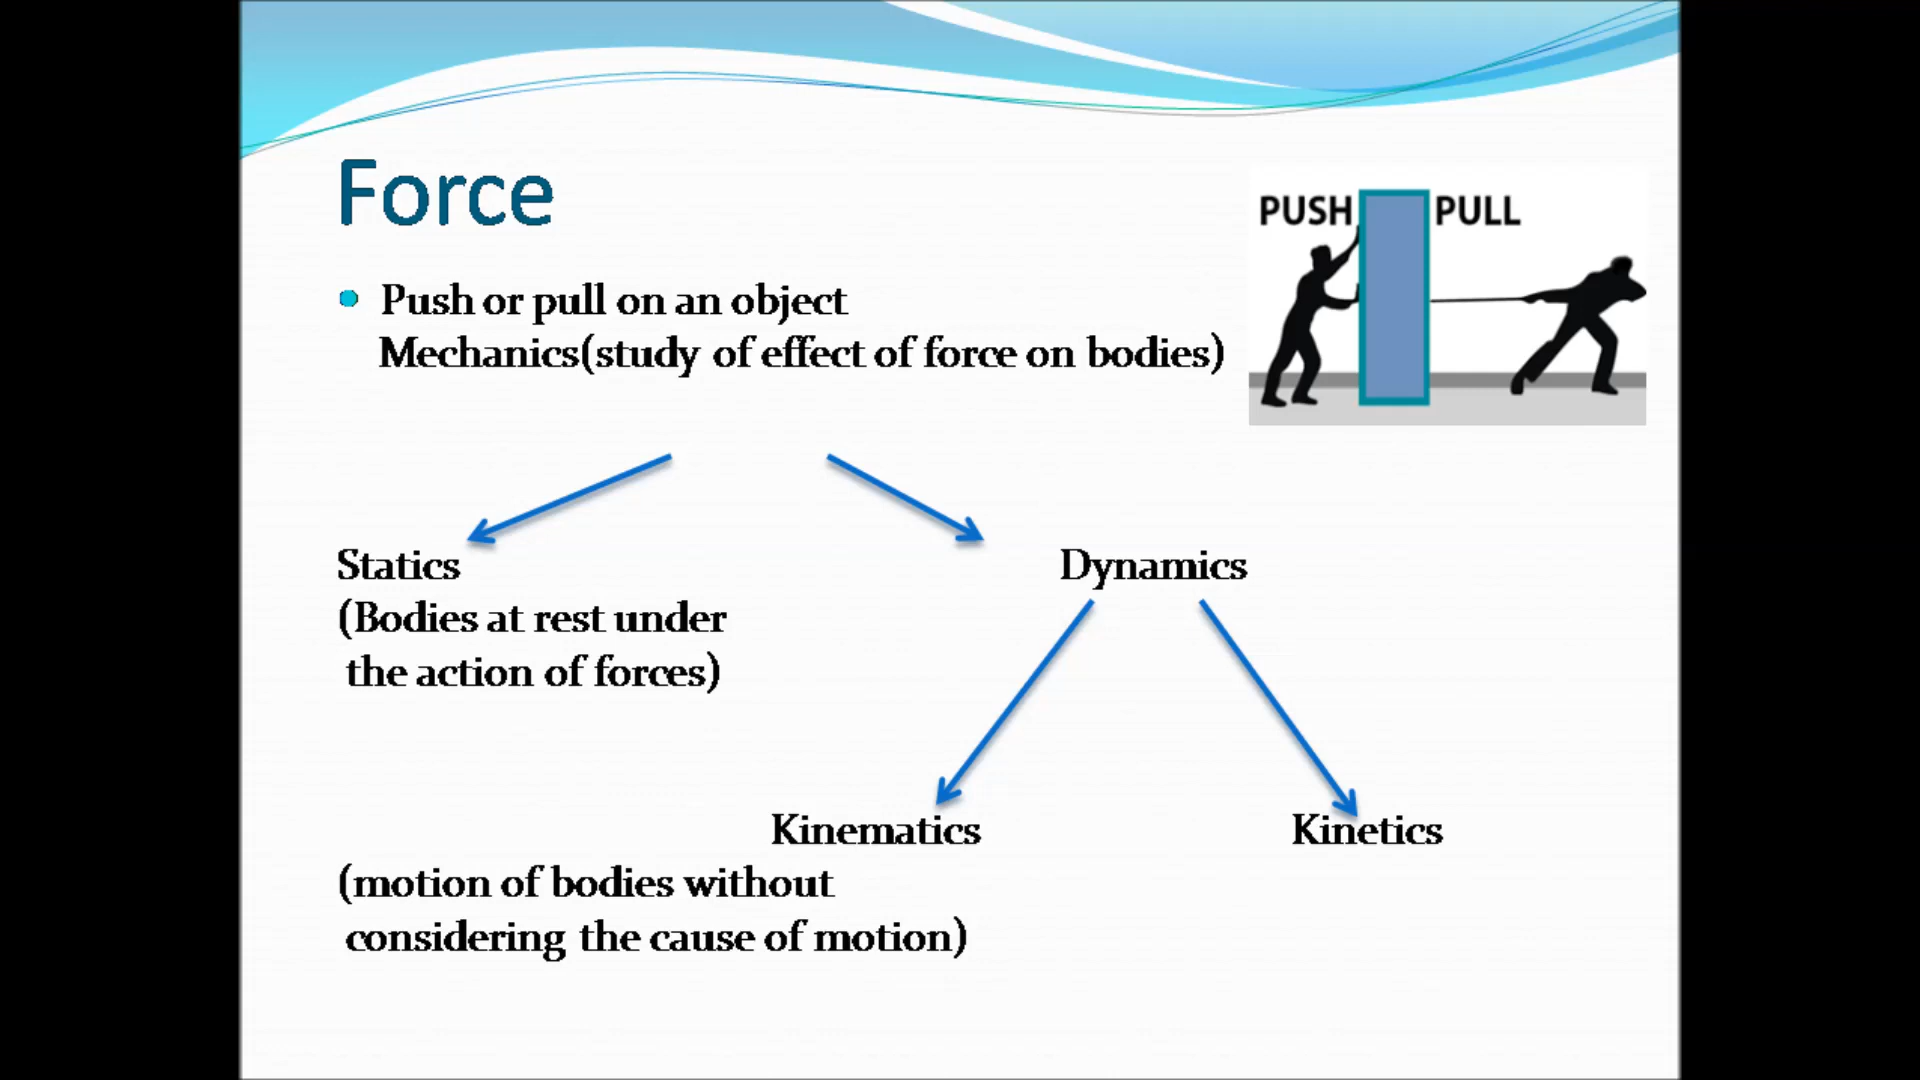 Force
PUSH PULL
Push or pull on an object
Mechanics(study of effect of force on bodies)
Statics Dynamics
(Bodies at rest under
the action of forces)
Kinematics Kinetics
(motion of bodies without
considering the cause of motion)